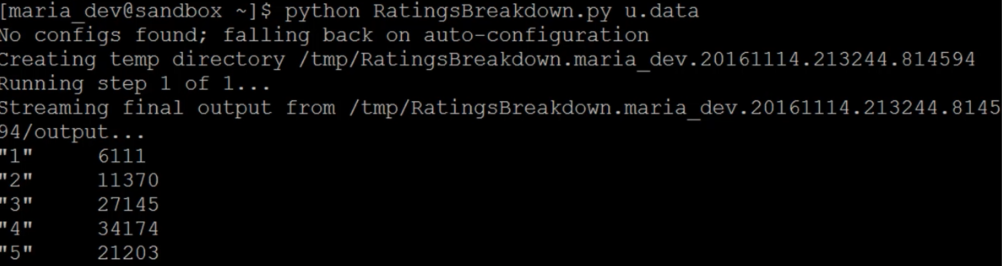 [maria_dev@sandbox ~]$ python RatingsBreakdown.py u.data
No configs found; falling back on auto-configuration
Creating temp directory /tmp/RatingsBreakdown.maria_dev.20161114.213244.814594
Running step 1 of 1...
Streaming final output from /tmp/RatingsBreakdown.maria_dev.20161114.213244.8145
94/output...
"1"     6111
"2"     11370
"3"     27145
"4"     34174
"5"     21203